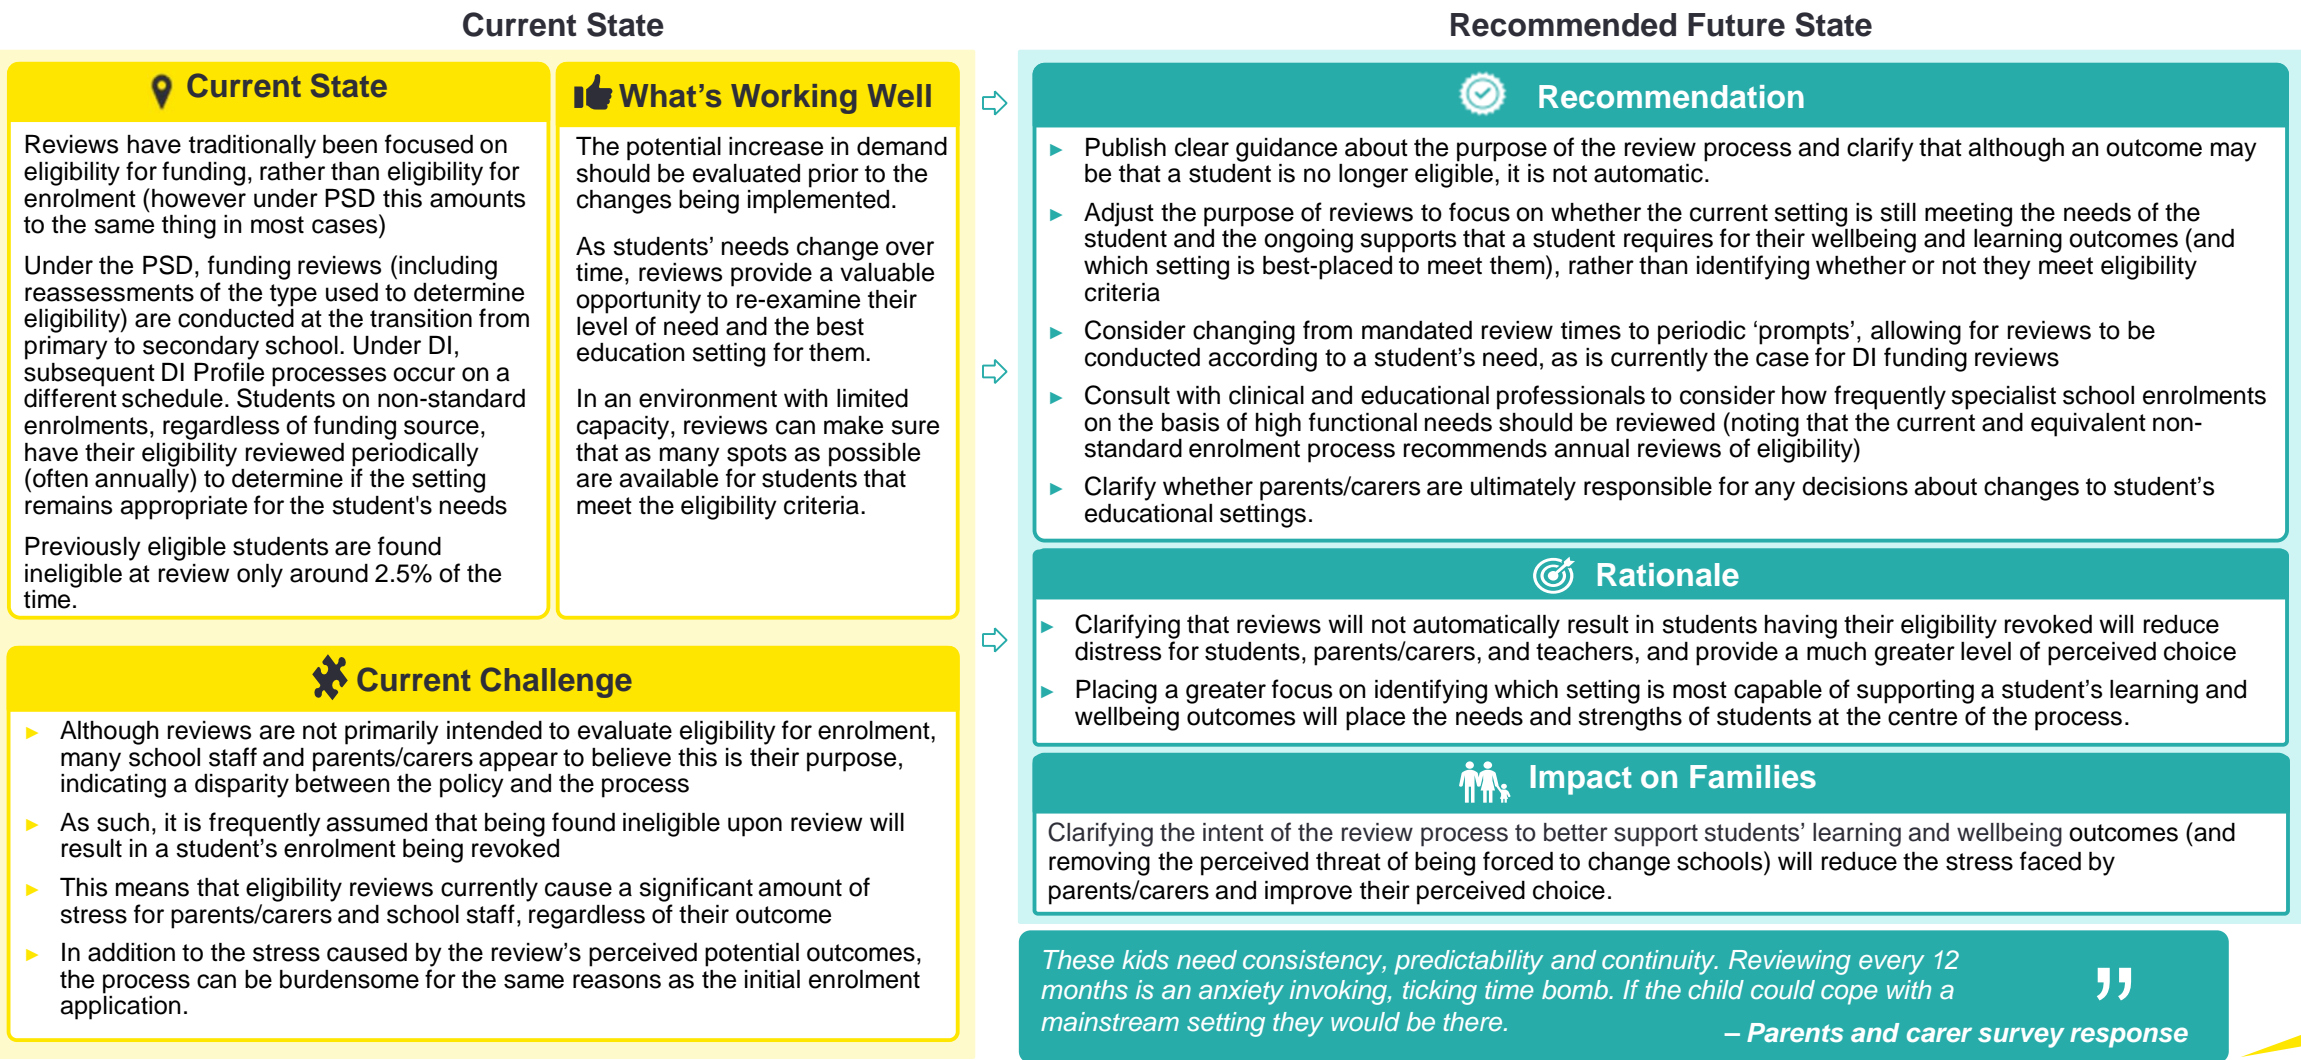 Current State
Recommended Future State
Current State
Reviews have traditionally been focused on
eligibility for funding, rather than eligibility for
enrolment (however under PSD this amounts
to the same thing in most cases)
Under the PSD, funding reviews (including
reassessments of the type used to determine
eligibility) are conducted at the transition from
primary to secondary school. Under DI,
subsequent DI Profile processes occur on a
different schedule. Students on non-standard
enrolments, regardless of funding source,
have their eligibility reviewed periodically
(often annually) to determine if the setting
remains appropriate for the student's needs
Previously eligible students are found
ineligible at review only around 2.5% of the
time.
What's Working Well
The potential increase in demand
should be evaluated prior to the
changes being implemented.
As students’ needs change over
time, reviews provide a valuable
opportunity to re-examine their
level of need and the best
education setting for them.
In an environment with limited
capacity, reviews can make sure
that as many spots as possible
are available for students that
meet the eligibility criteria.
Current Challenge
► Although reviews are not primarily intended to evaluate eligibility for enrolment,
many school staff and parents/carers appear to believe this is their purpose,
indicating a disparity between the policy and the process
► As such, it is frequently assumed that being found ineligible upon review will
result in a student’s enrolment being revoked
► This means that eligibility reviews currently cause a significant amount of
stress for parents/carers and school staff, regardless of their outcome
► In addition to the stress caused by the review’s perceived potential outcomes,
the process can be burdensome for the same reasons as the initial enrolment
application.
Recommendation
► Publish clear guidance about the purpose of the review process and clarify that although an outcome may
be that a student is no longer eligible, it is not automatic.
► Adjust the purpose of reviews to focus on whether the current setting is still meeting the needs of the
student and the ongoing supports that a student requires for their wellbeing and learning outcomes (and
which setting is best-placed to meet them), rather than identifying whether or not they meet eligibility
criteria
► Consider changing from mandated review times to periodic ‘prompts’, allowing for reviews to be
conducted according to a student’s need, as is currently the case for DI funding reviews
► Consult with clinical and educational professionals to consider how frequently specialist school enrolments
on the basis of high functional needs should be reviewed (noting that the current and equivalent non-
standard enrolment process recommends annual reviews of eligibility)
► Clarify whether parents/carers are ultimately responsible for any decisions about changes to student’s
educational settings.
Rationale
► Clarifying that reviews will not automatically result in students having their eligibility revoked will reduce
distress for students, parents/carers, and teachers, and provide a much greater level of perceived choice
► Placing a greater focus on identifying which setting is most capable of supporting a student’s learning and
wellbeing outcomes will place the needs and strengths of students at the centre of the process.
Impact on Families
Clarifying the intent of the review process to better support students’ learning and wellbeing outcomes (and
removing the perceived threat of being forced to change schools) will reduce the stress faced by
parents/carers and improve their perceived choice.
These kids need consistency, predictability and continuity. Reviewing every 12
months is an anxiety invoking, ticking time bomb. If the child could cope with a
mainstream setting they would be there.
”
– Parents and carer survey response